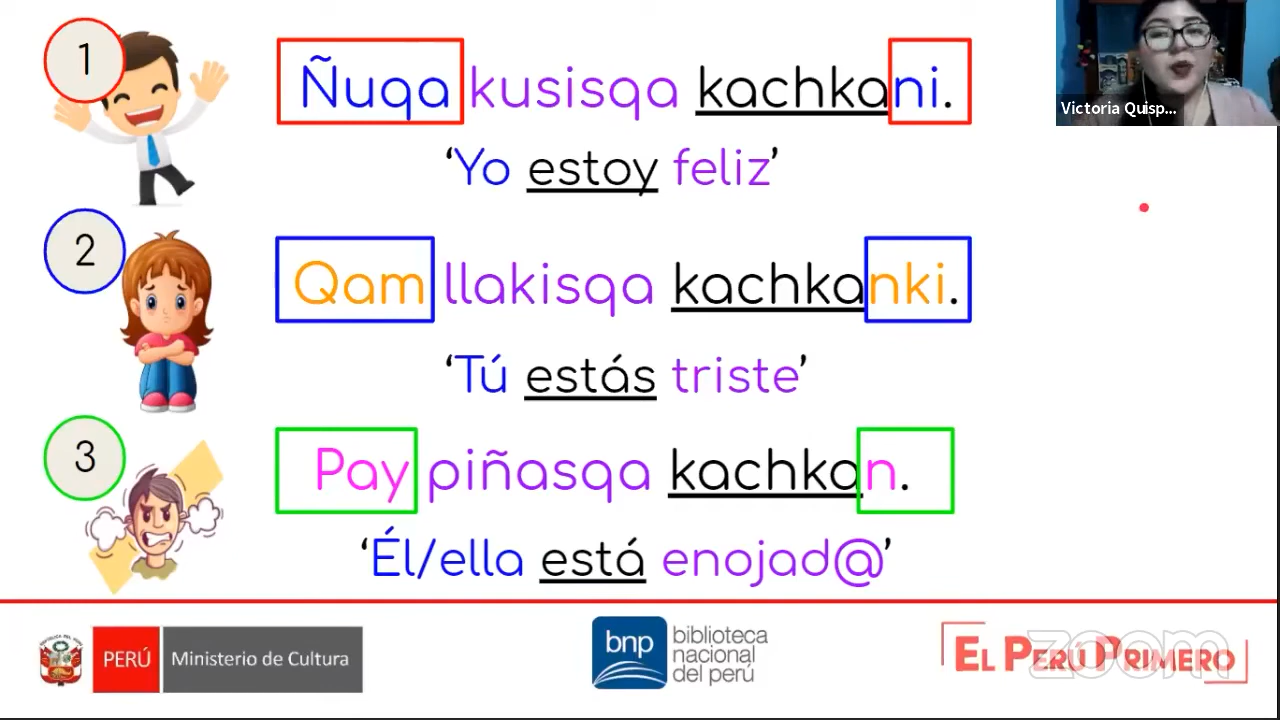 1
Ñuqa kusisqa kachkani.
‘Yo estoy feliz’
2
Qam llakisqa kachkanki.
‘Tú estás triste’
3
Pay piñasqa kachkan.
‘Él/ella está enojad@’
Victoria Quisp...
PERÚ
Ministerio de Cultura
bnp
biblioteca
nacional
del perú
EL PERÚ PRIMERO
zoom